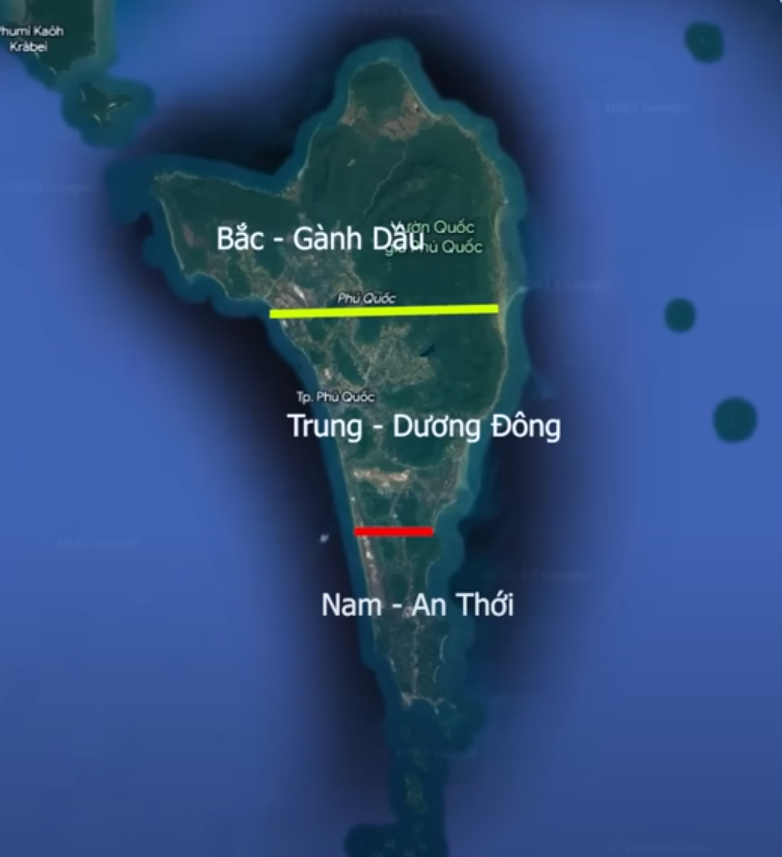 Phumi Kaôh
Krabei
Vườn Quốc
gia Phú Quốc
Bắc - Gành Dầu
Phú Quốc
Tp. Phú Quốc
Trung - Dương Đông
Nam - An Thới